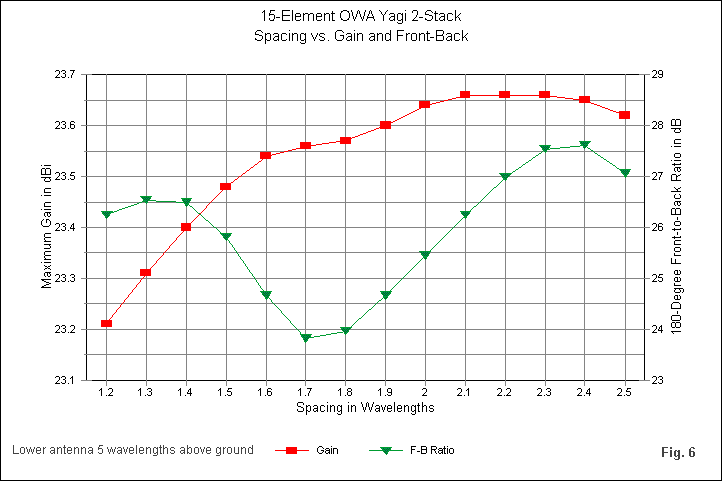 15-Element OWA Yagi 2-Stack
Spacing vs. Gain and Front-Back
Maximum Gain in dBi
23.7
23.6
23.5
23.4
23.3
23.2
23.1
29
28
27
26
25
24
23
180-Degree Front-to-Back Ratio in dB
1.2 1.3 1.4 1.5 1.6 1.7 1.8 1.9 2 2.1 2.2 2.3 2.4 2.5
Spacing in Wavelengths
Lower antenna 5 wavelengths above ground Gain F-B Ratio Fig. 6